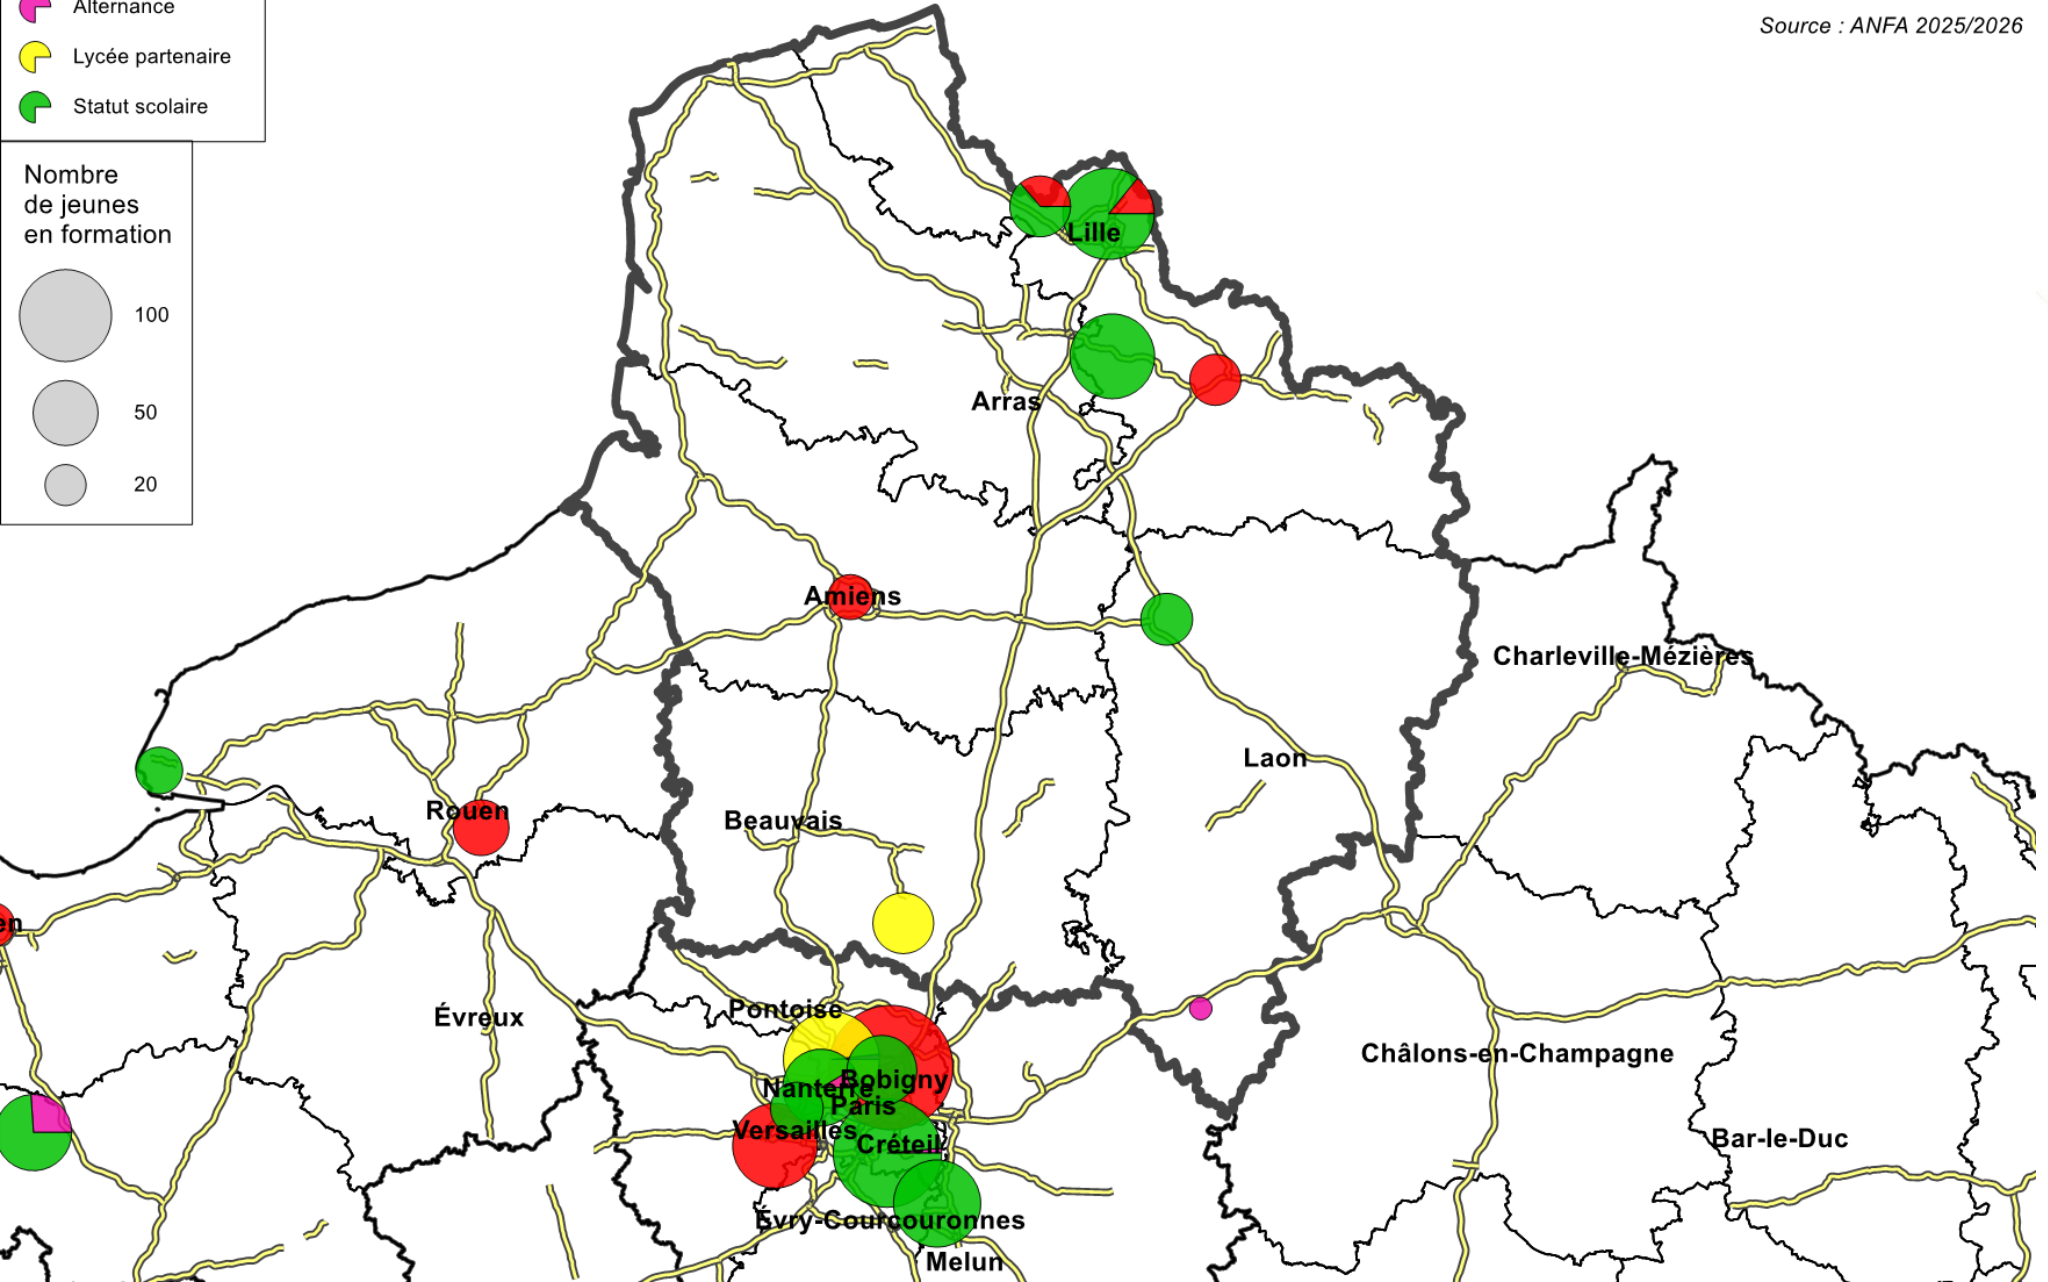 Alternance
Source : ANFA 2025/2026
Lycée partenaire
Statut scolaire
Nombre
de jeunes
en formation
100
50
20
Lille
Arras
Amiens
Charleville-Mézières
Laon
Rouen
Beauvais
en
Pontoise
Évreux
Châlons-en-Champagne
Bobigny
Nanterre
Paris
Versailles
Créteil
Bar-le-Duc
Évry-Courcouronnes
Melun